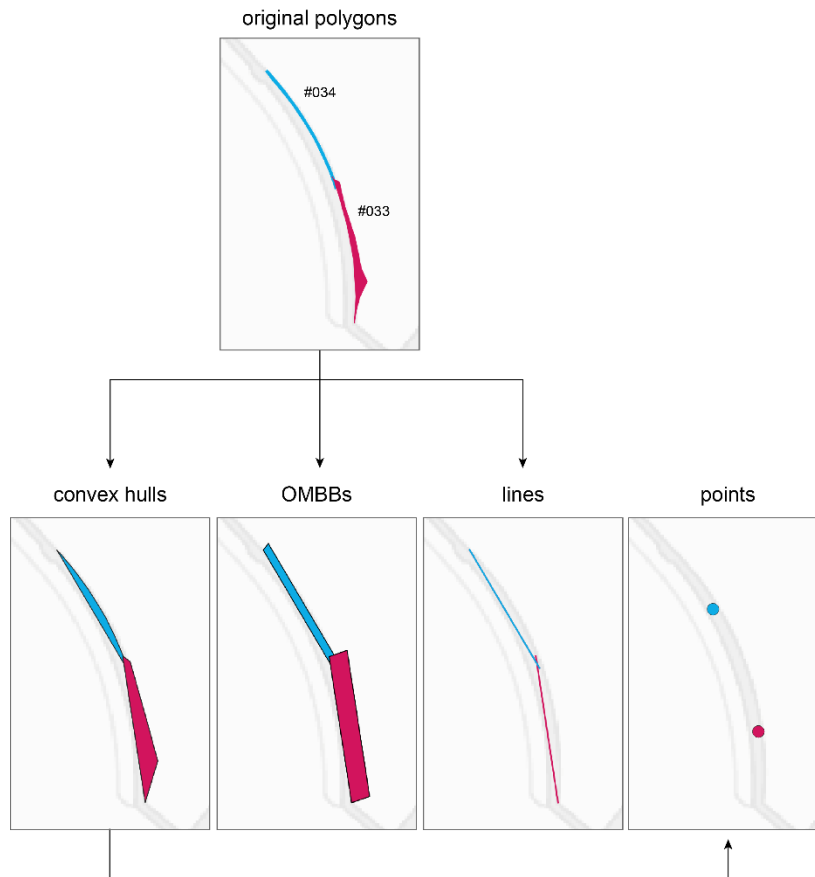 original polygons
#034
#033
convex hulls
OMBBs
lines
points